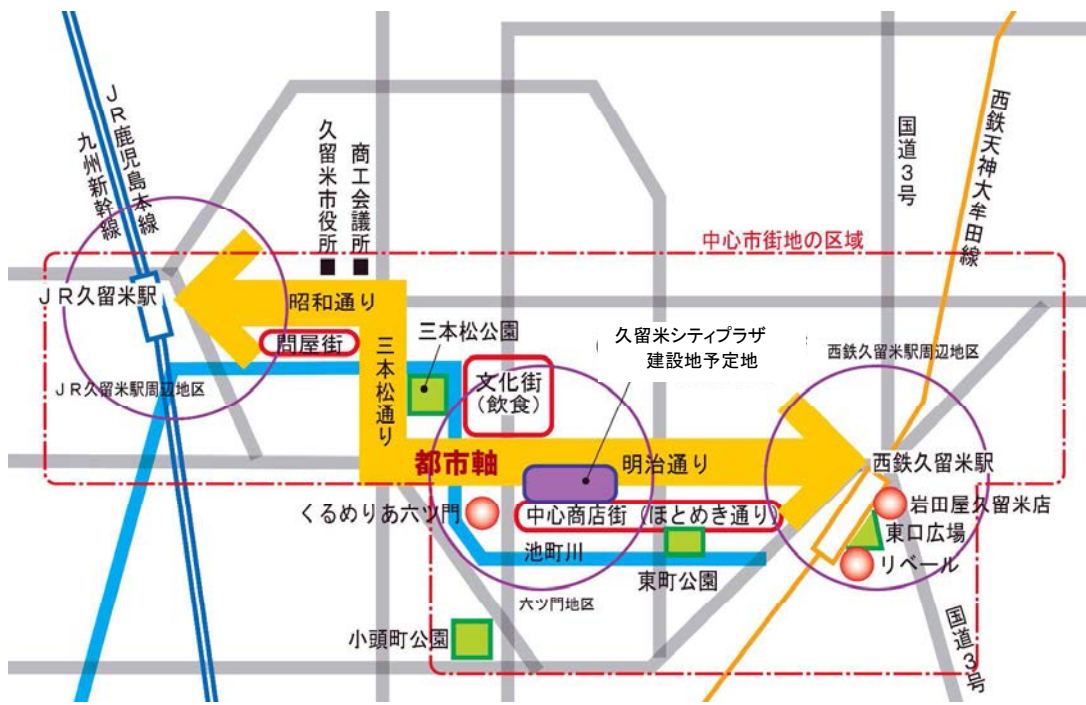 JR鹿児島本線
九州新幹線
久留米市役所
商工会議所
国道3号
西鉄天神大牟田線
中心市街地の区域
JR久留米駅
昭和通り
問屋街
三本松公園
久留米シティプラザ
建設地予定地
西鉄久留米駅周辺地区
JR久留米駅周辺地区
三本松通り
文化街
(飲食)
都市軸
明治通り
西鉄久留米駅
くるめりあ六ツ門
中心商店街(ほとめき通り)
岩田屋久留米店
東口広場
池町川
リベール
東町公園
六ツ門地区
小頭町公園
国道3号